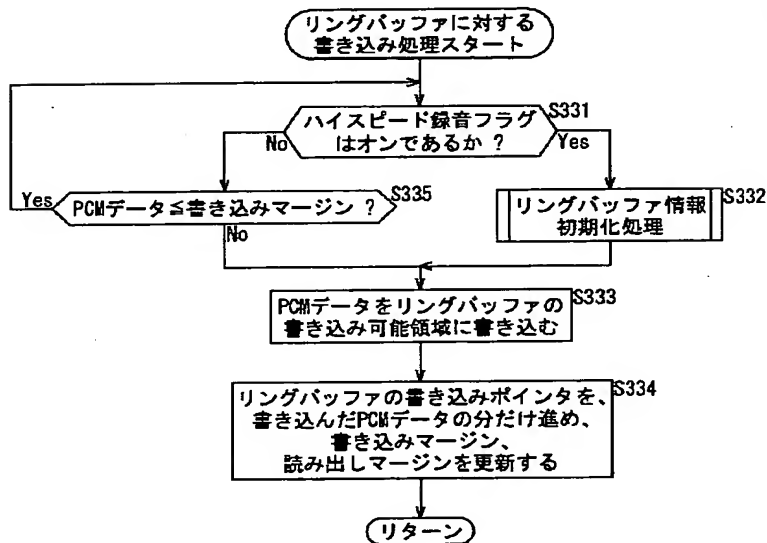 リングバッファに対する
書き込み処理スタート
S331
ハイスピード録音フラグ
はオンであるか ?
No
Yes
S335
Yes
PCMデータ≦書き込みマージン ?
No
S332
リングバッファ情報
初期化処理
S333
PCMデータをリングバッファの
書き込み可能領域に書き込む
S334
リングバッファの書き込みポインタを、
書き込んだPCMデータの分だけ進め、
書き込みマージン、
読み出しマージンを更新する
リターン